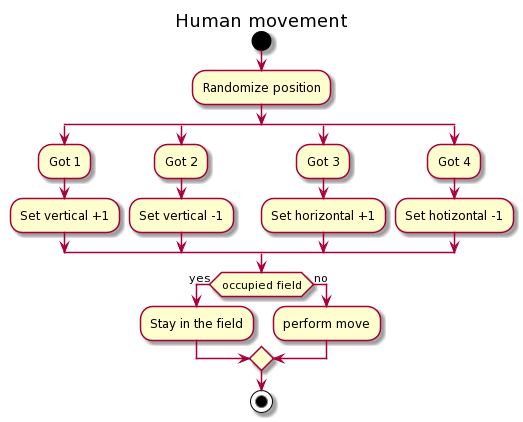 Human movement
Randomize position
Got 1
Got 2
Got 3
Got 4
Set vertical +1
Set vertical -1
Set horizontal +1
Set hotizontal -1
yes
occupied field
no
Stay in the field
perform move